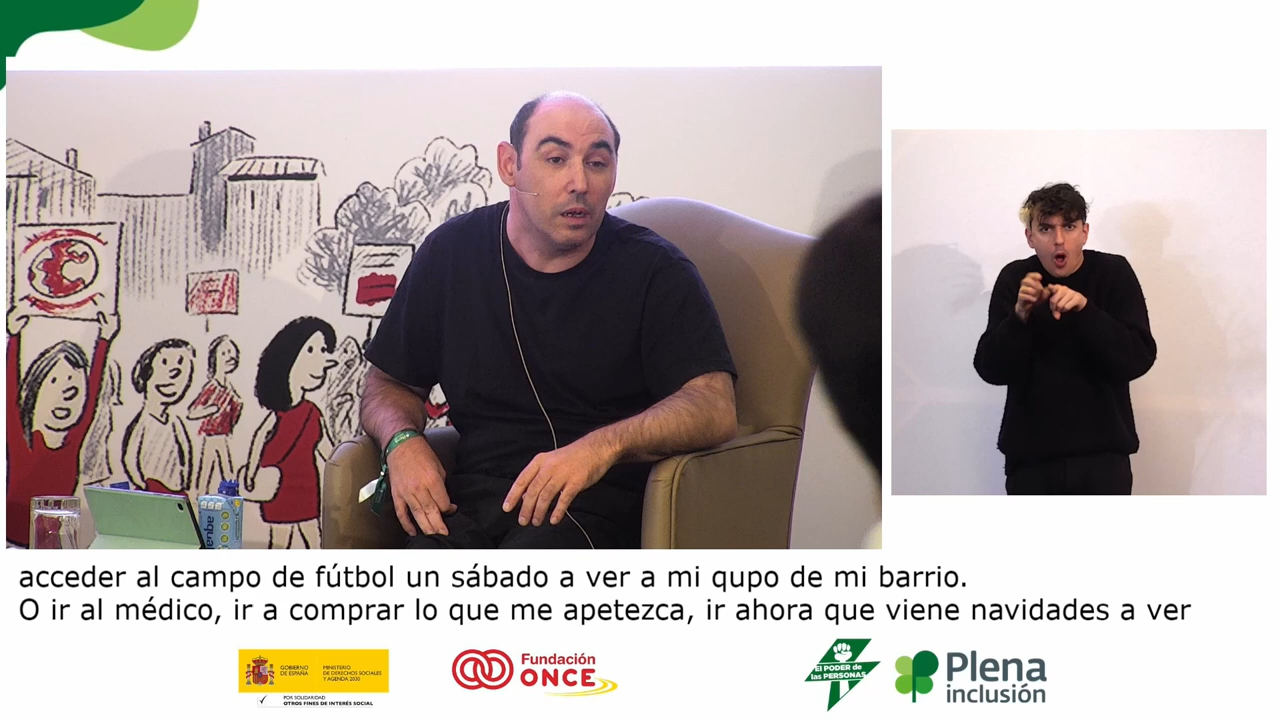 aqua
acceder al campo de fútbol un sábado a ver a mi qupo de mi barrio.
O ir al médico, ir a comprar lo que me apetezca, ir ahora que viene navidades a ver
GOBIERNO
DE ESPAÑA
MINISTERIO
DE DERECHOS SOCIALES
Y AGENDA 2030
POR SOLIDARIDAD
OTROS FINES DE INTERÉS SOCIAL
Fundación
ONCE
EL PODER de
las PERSONAS
Plena
inclusión